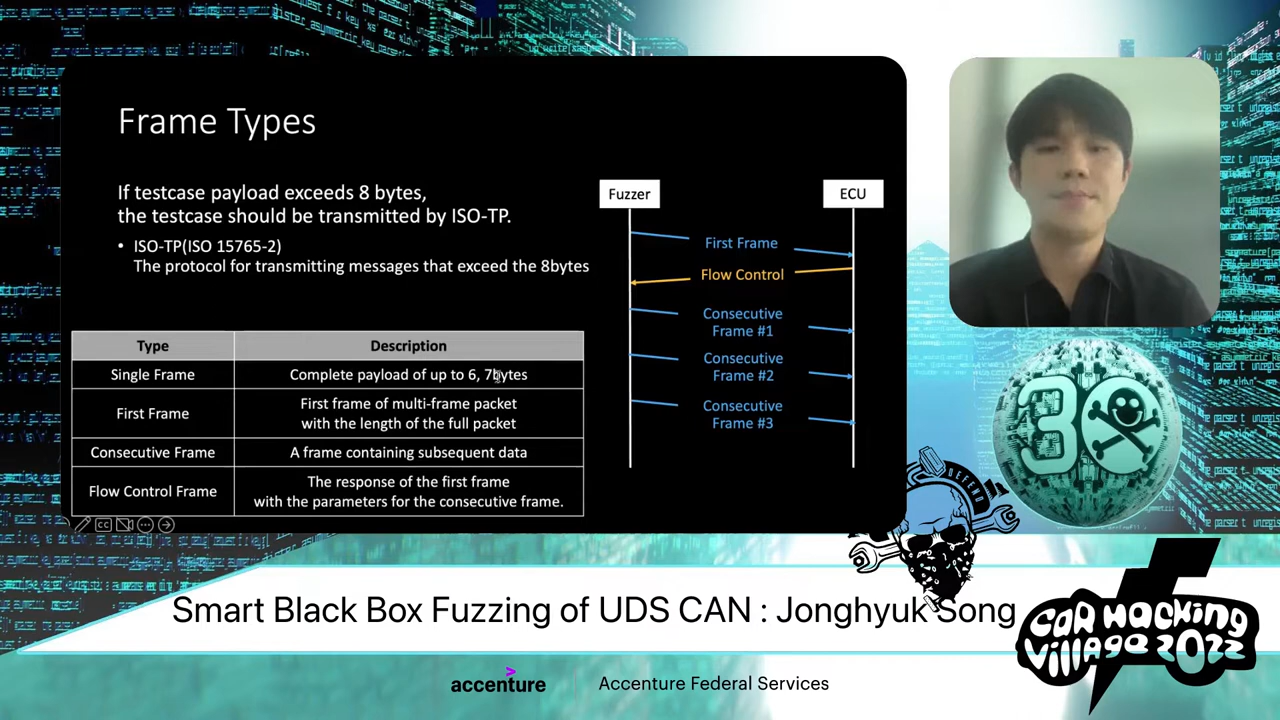 Frame Types
If testcase payload exceeds 8 bytes,
the testcase should be transmitted by ISO-TP.
• ISO-TP(ISO 15765-2)
The protocol for transmitting messages that exceed the 8bytes
Type Description
Single Frame Complete payload of up to 6, 7bytes
First Frame First frame of multi-frame packet
with the length of the full packet
Consecutive Frame A frame containing subsequent data
Flow Control Frame The response of the first frame
with the parameters for the consecutive frame.
Fuzzer ECU
First Frame
Flow Control
Consecutive
Frame #1
Consecutive
Frame #2
Consecutive
Frame #3
CC
30
DEFEND
Smart Black Box Fuzzing of UDS CAN : Jonghyuk Song
CAR HACKING
VILLAGE 2022
accenture
Accenture Federal Services